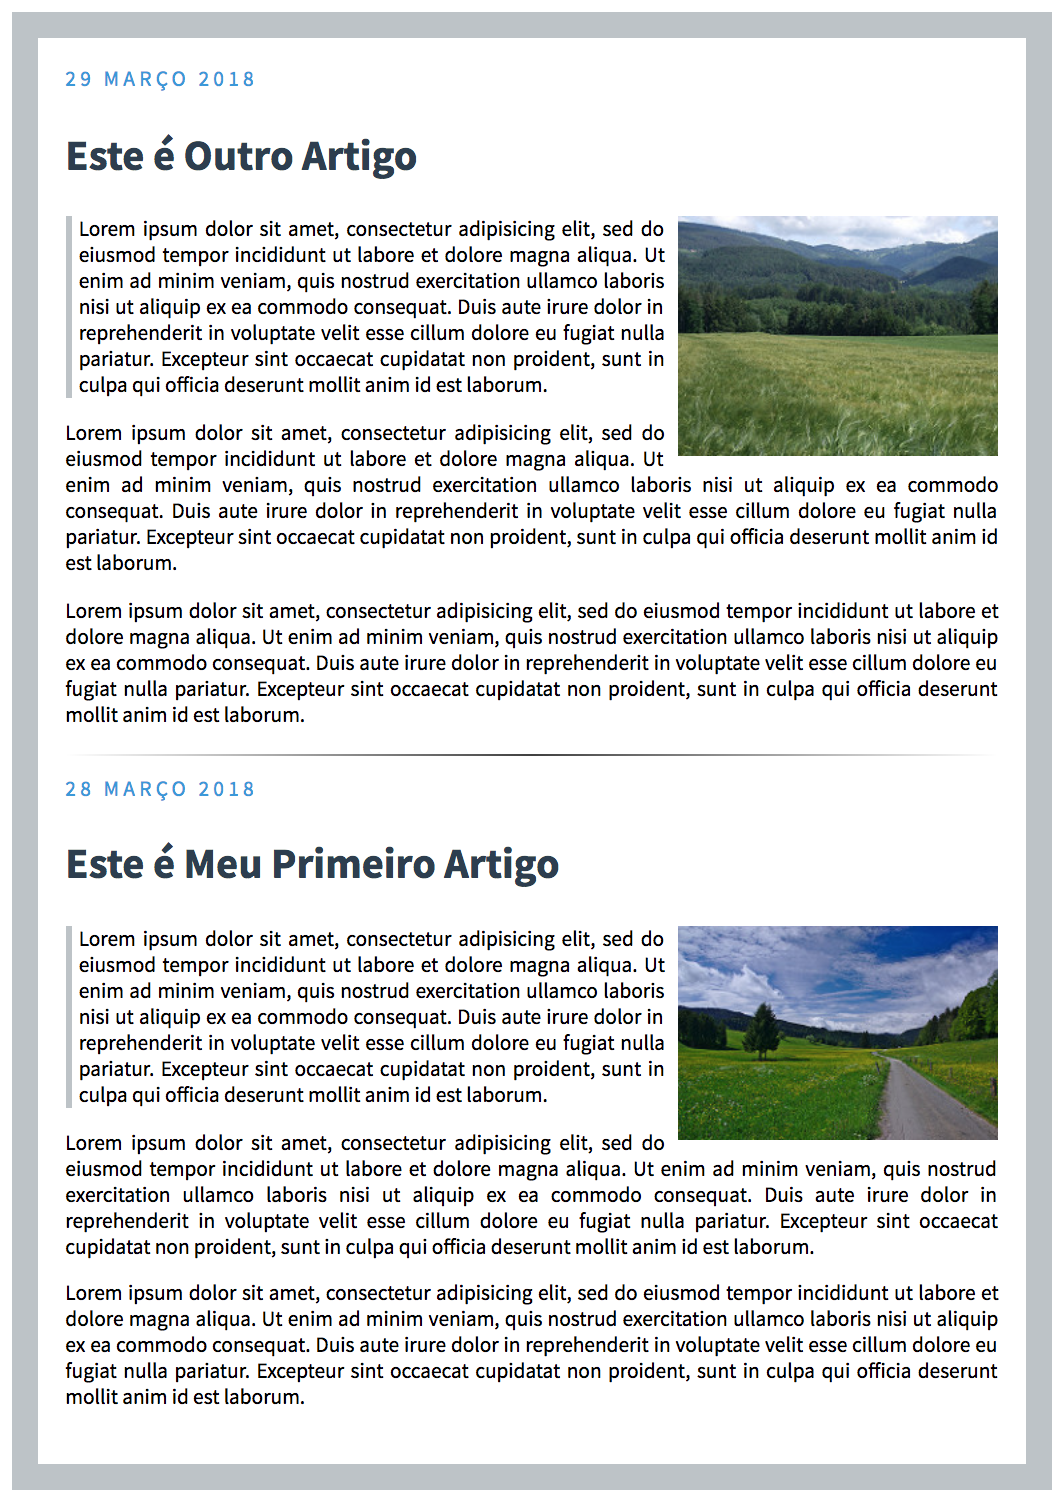 29 MARÇO 2018
Este é Outro Artigo
Lorem ipsum dolor sit amet, consectetur adipisicing elit, sed do
eiusmod tempor incididunt ut labore et dolore magna aliqua. Ut
enim ad minim veniam, quis nostrud exercitation ullamco laboris
nisi ut aliquip ex ea commodo consequat. Duis aute irure dolor in
reprehenderit in voluptate velit esse cillum dolore eu fugiat nulla
pariatur. Excepteur sint occaecat cupidatat non proident, sunt in
culpa qui officia deserunt mollit anim id est laborum.
Lorem ipsum dolor sit amet, consectetur adipisicing elit, sed do
eiusmod tempor incididunt ut labore et dolore magna aliqua. Ut
enim ad minim veniam, quis nostrud exercitation ullamco laboris nisi ut aliquip ex ea commodo
consequat. Duis aute irure dolor in reprehenderit in voluptate velit esse cillum dolore eu fugiat nulla
pariatur. Excepteur sint occaecat cupidatat non proident, sunt in culpa qui officia deserunt mollit anim id
est laborum.
Lorem ipsum dolor sit amet, consectetur adipisicing elit, sed do eiusmod tempor incididunt ut labore et
dolore magna aliqua. Ut enim ad minim veniam, quis nostrud exercitation ullamco laboris nisi ut aliquip
ex ea commodo consequat. Duis aute irure dolor in reprehenderit in voluptate velit esse cillum dolore eu
fugiat nulla pariatur. Excepteur sint occaecat cupidatat non proident, sunt in culpa qui officia deserunt
mollit anim id est laborum.
28 MARÇO 2018
Este é Meu Primeiro Artigo
Lorem ipsum dolor sit amet, consectetur adipisicing elit, sed do
eiusmod tempor incididunt ut labore et dolore magna aliqua. Ut
enim ad minim veniam, quis nostrud exercitation ullamco laboris
nisi ut aliquip ex ea commodo consequat. Duis aute irure dolor in
reprehenderit in voluptate velit esse cillum dolore eu fugiat nulla
pariatur. Excepteur sint occaecat cupidatat non proident, sunt in
culpa qui officia deserunt mollit anim id est laborum.
Lorem ipsum dolor sit amet, consectetur adipisicing elit, sed do
eiusmod tempor incididunt ut labore et dolore magna aliqua. Ut enim ad minim veniam, quis nostrud
exercitation ullamco laboris nisi ut aliquip ex ea commodo consequat. Duis aute irure dolor in
reprehenderit in voluptate velit esse cillum dolore eu fugiat nulla pariatur. Excepteur sint occaecat
cupidatat non proident, sunt in culpa qui officia deserunt mollit anim id est laborum.
Lorem ipsum dolor sit amet, consectetur adipisicing elit, sed do eiusmod tempor incididunt ut labore et
dolore magna aliqua. Ut enim ad minim veniam, quis nostrud exercitation ullamco laboris nisi ut aliquip
ex ea commodo consequat. Duis aute irure dolor in reprehenderit in voluptate velit esse cillum dolore eu
fugiat nulla pariatur. Excepteur sint occaecat cupidatat non proident, sunt in culpa qui officia deserunt
mollit anim id est laborum.